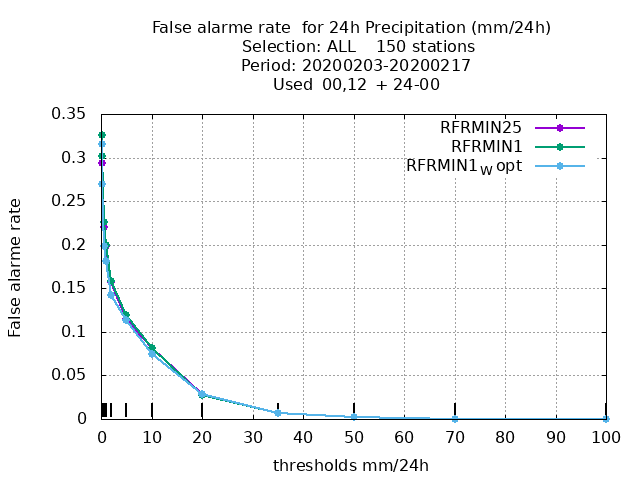 False alarme rate for 24h Precipitation (mm/24h)
Selection: ALL 150 stations
Period: 20200203-20200217
Used 00,12 + 24-00
RFRMIN25
RFRMIN1
RFRMIN1W opt
0.35
0.3
0.25
0.2
0.15
0.1
0.05
0
False alarme rate
0 10 20 30 40 50 60 70 80 90 100
thresholds mm/24h